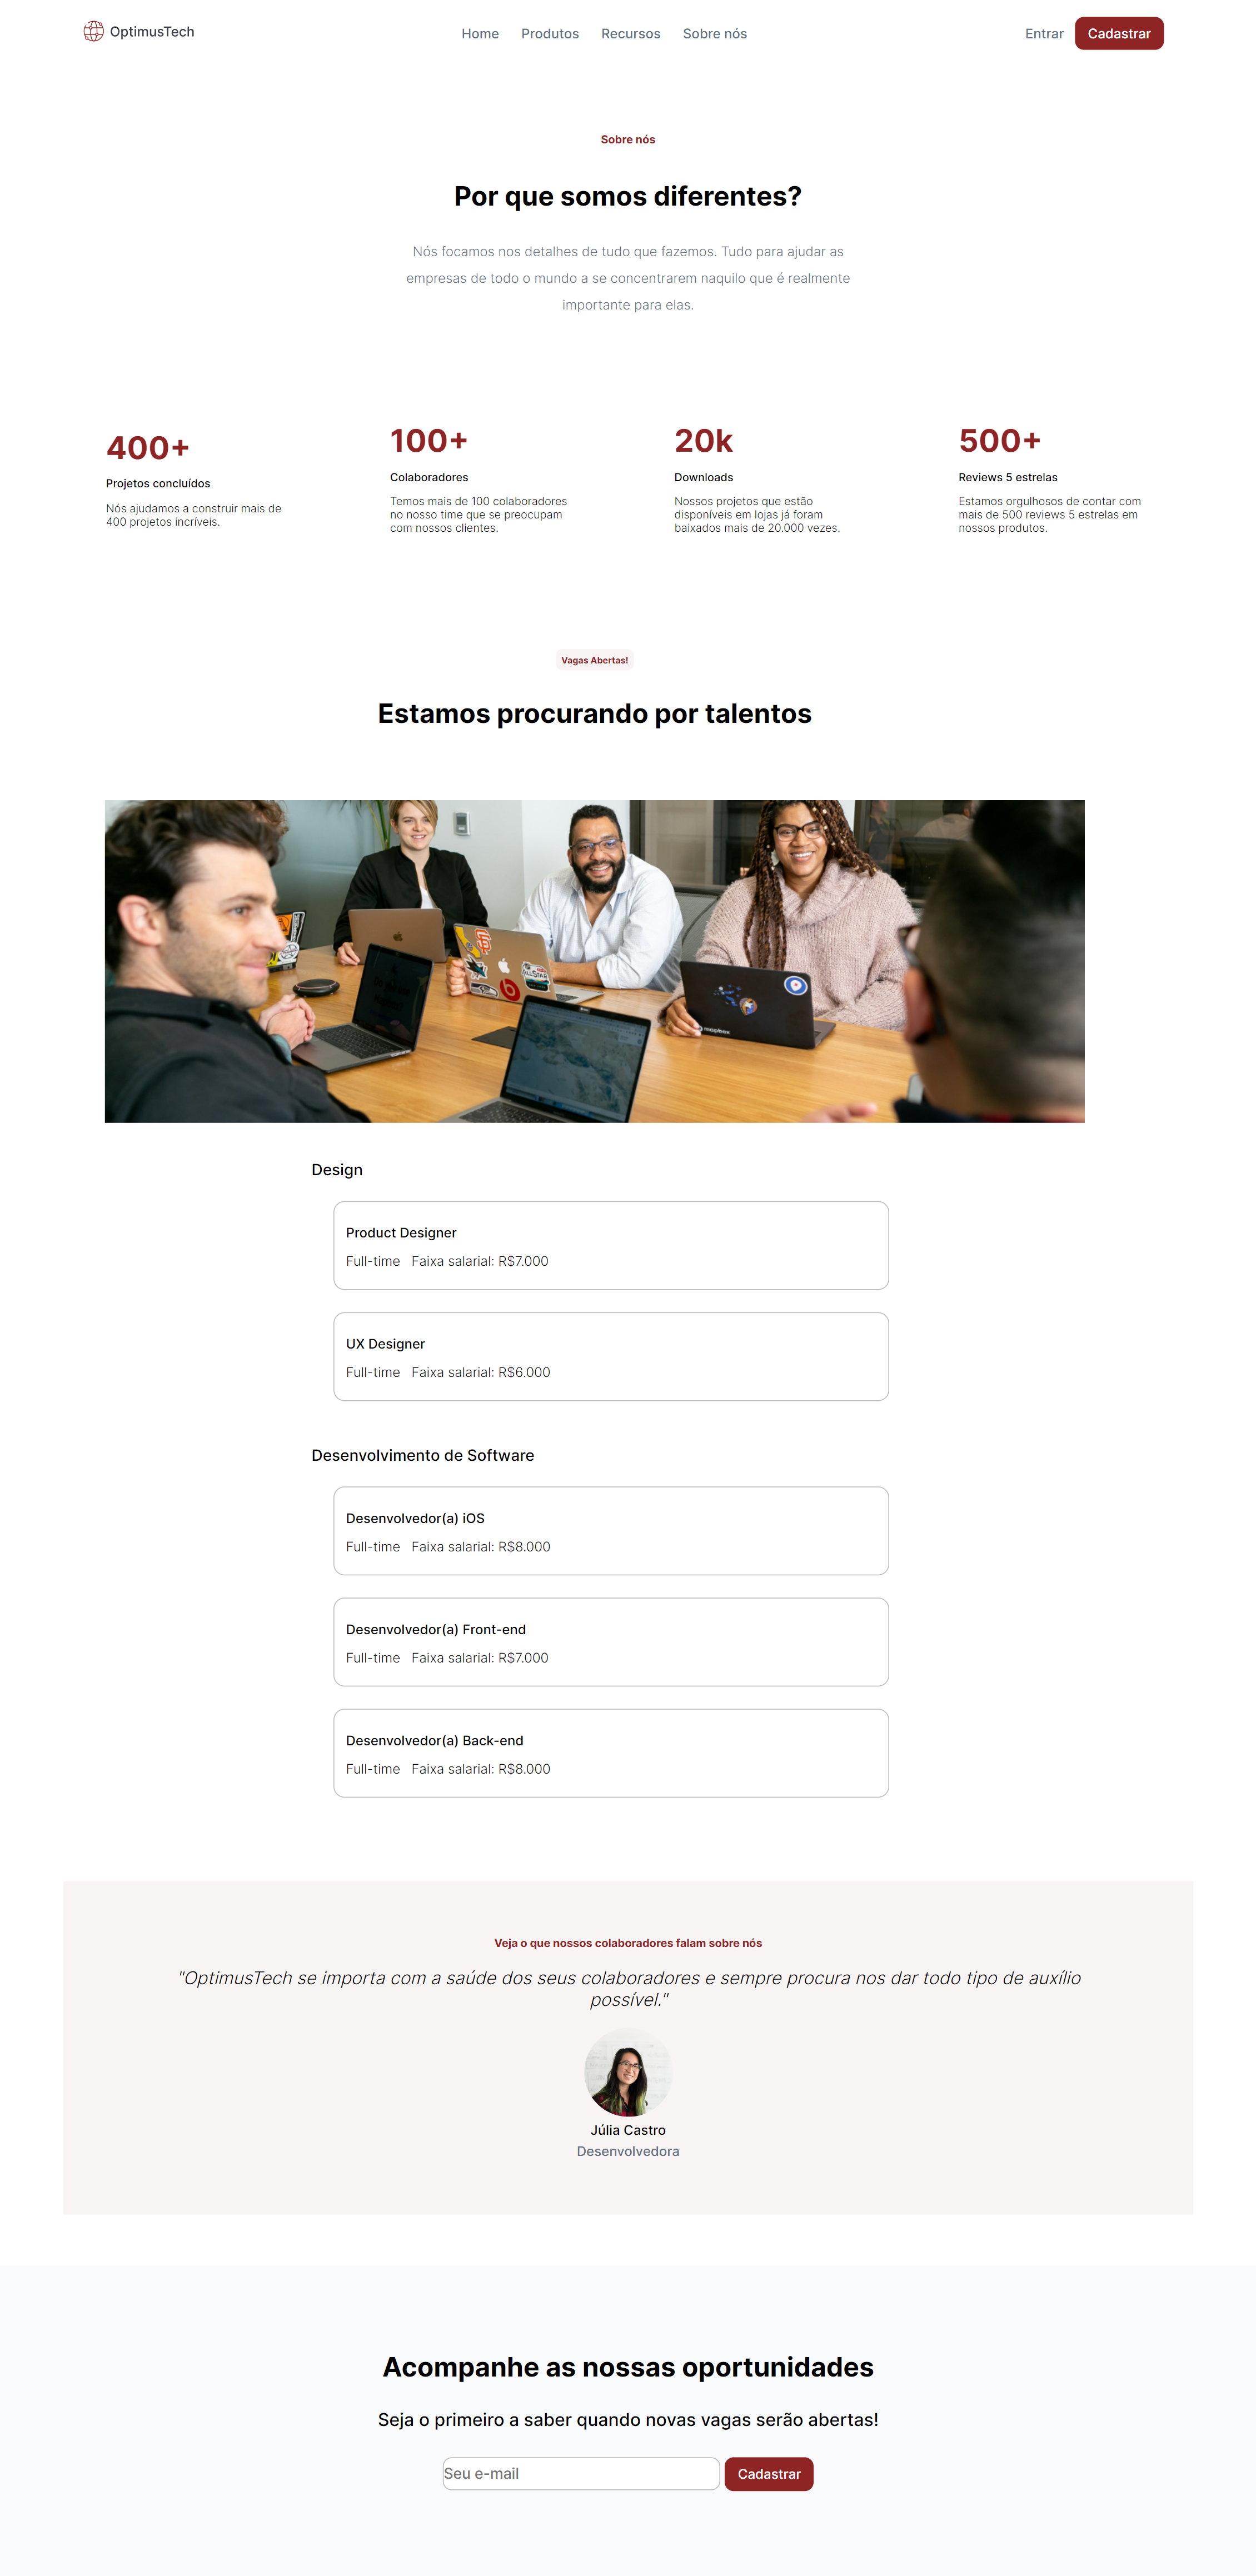 OptimusTech
Home
Produtos
Recursos
Sobre nós
Entrar
Cadastrar
Sobre nós
Por que somos diferentes?
Nós focamos nos detalhes de tudo que fazemos. Tudo para ajudar as
empresas de todo o mundo a se concentrarem naquilo que é realmente
importante para elas.
400+
Projetos concluídos
Nós ajudamos a construir mais de
400 projetos incríveis.
100+
Colaboradores
Temos mais de 100 colaboradores
no nosso time que se preocupam
com nossos clientes.
20k
Downloads
Nossos projetos que estão
disponíveis em lojas já foram
baixados mais de 20.000 vezes.
500+
Reviews 5 estrelas
Estamos orgulhosos de contar com
mais de 500 reviews 5 estrelas em
nossos produtos.
Vagas Abertas!
Estamos procurando por talentos
mapbox
Design
Product Designer
Full-time Faixa salarial: R$7.000
UX Designer
Full-time Faixa salarial: R$6.000
Desenvolvimento de Software
Desenvolvedor(a) iOS
Full-time Faixa salarial: R$8.000
Desenvolvedor(a) Front-end
Full-time Faixa salarial: R$7.000
Desenvolvedor(a) Back-end
Full-time Faixa salarial: R$8.000
Veja o que nossos colaboradores falam sobre nós
"OptimusTech se importa com a saúde dos seus colaboradores e sempre procura nos dar todo tipo de auxílio
possível."
Júlia Castro
Desenvolvedora
Acompanhe as nossas oportunidades
Seja o primeiro a saber quando novas vagas serão abertas!
Seu e-mail
Cadastrar